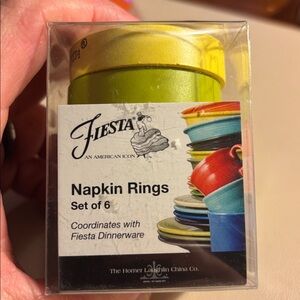 FIESTA
AN AMERICAN ICON
Napkin Rings
Set of 6
Coordinates with
Fiesta Dinnerware
The Homer Laughlin China Co.